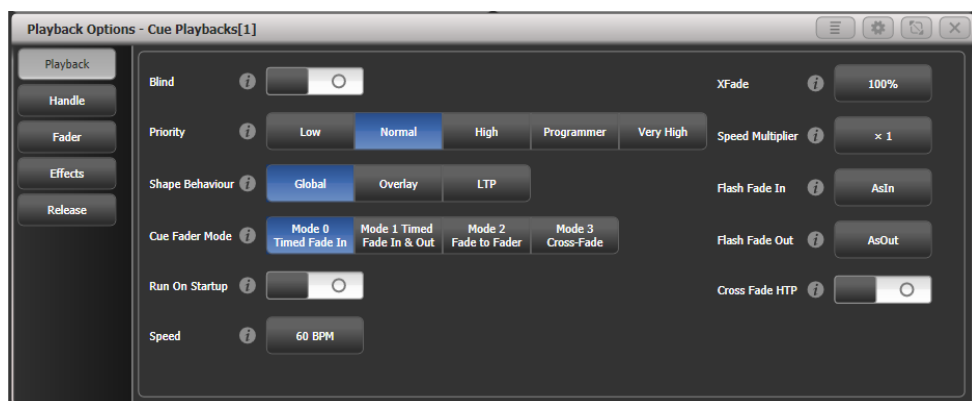 Playback Options - Cue Playbacks[1]
Playback
Handle
Fader
Effects
Release
Blind
XFade 100%
Priority Low Normal High Programmer Very High
Speed Multiplier × 1
Shape Behaviour Global Overlay LTP
Flash Fade In AsIn
Cue Fader Mode Mode 0 Timed Fade In Mode 1 Timed Fade In & Out Mode 2 Fade to Fader Mode 3 Cross-Fade
Flash Fade Out AsOut
Run On Startup
Cross Fade HTP
Speed 60 BPM